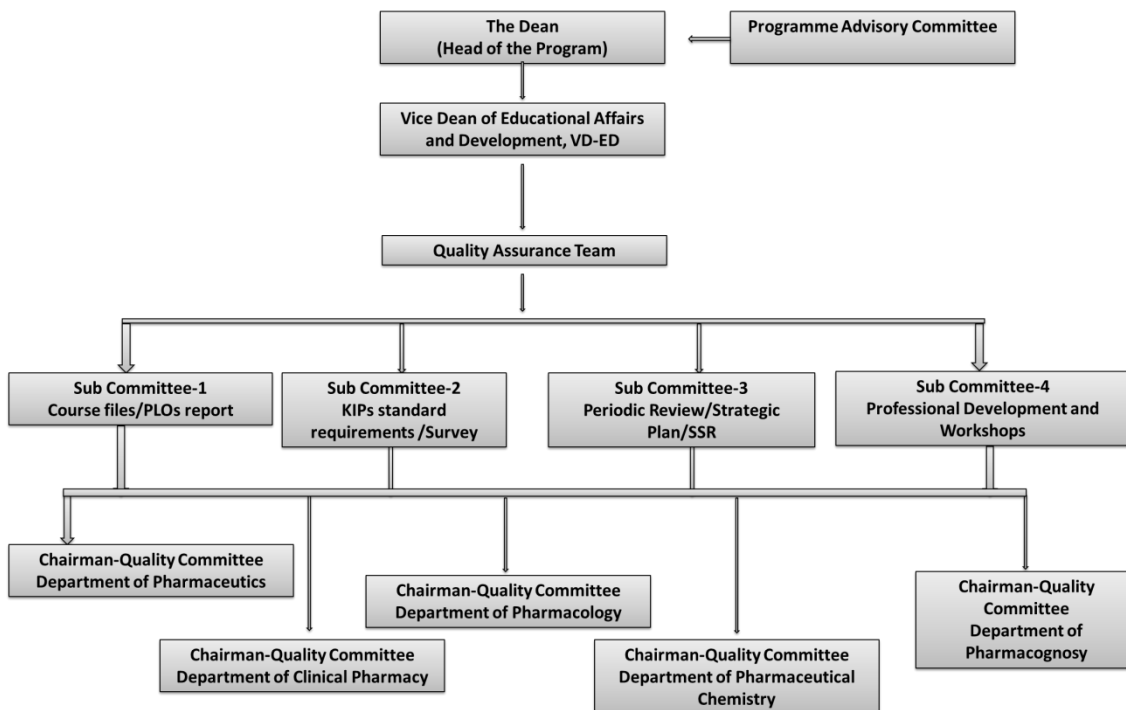 The Dean
(Head of the Program)
Programme Advisory Committee
Vice Dean of Educational Affairs
and Development, VD-ED
Quality Assurance Team
Sub Committee-1
Course files/PLOs report
Sub Committee-2
KIPs standard
requirements /Survey
Sub Committee-3
Periodic Review/Strategic
Plan/SSR
Sub Committee-4
Professional Development and
Workshops
Chairman-Quality Committee
Department of Pharmaceutics
Chairman-Quality Committee
Department of Clinical Pharmacy
Chairman-Quality Committee
Department of Pharmacology
Chairman-Quality Committee
Department of Pharmaceutical
Chemistry
Chairman-Quality
Committee
Department of
Pharmacognosy